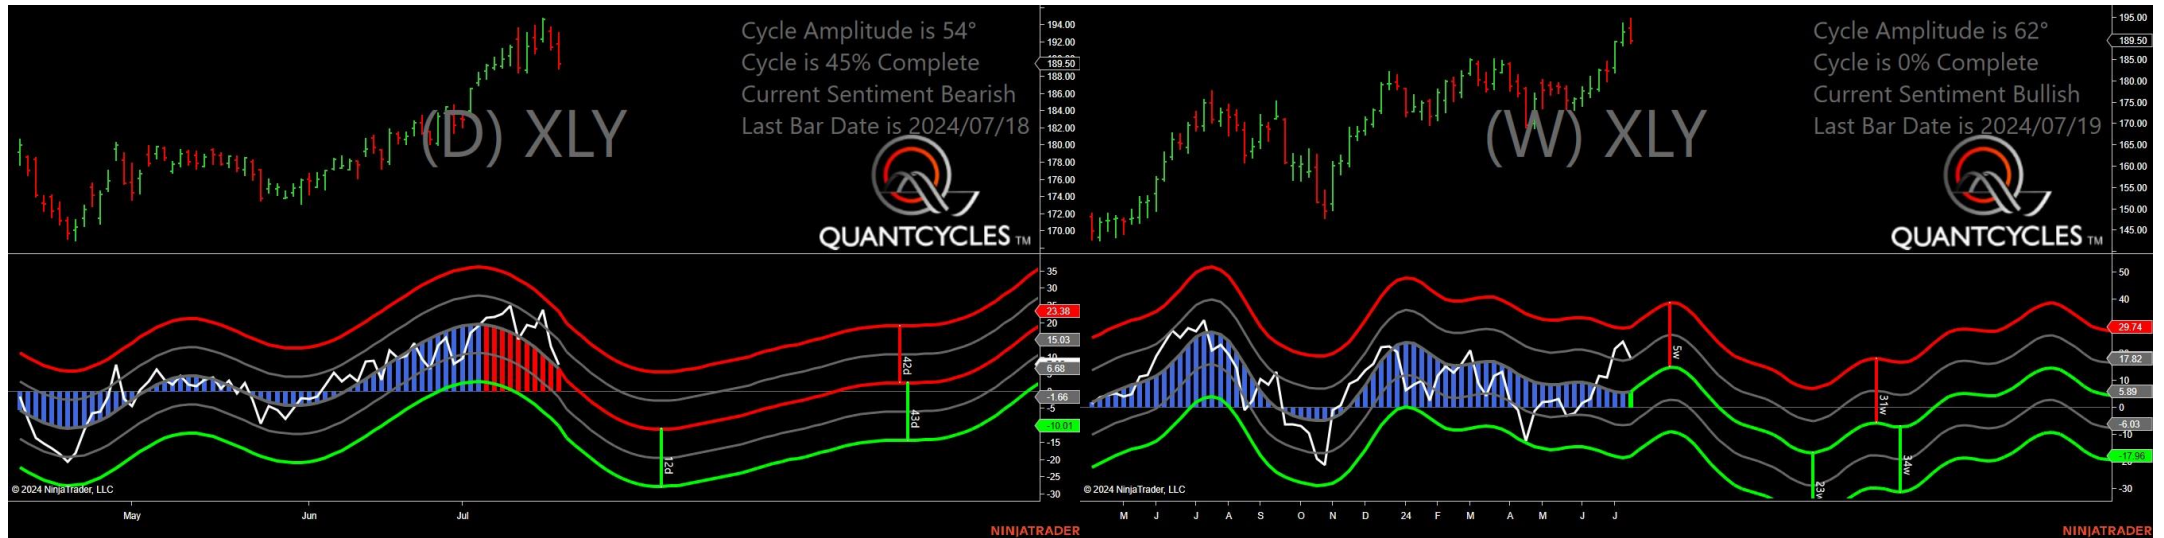 Cycle Amplitude is 54°
Cycle is 45% Complete
Current Sentiment Bearish
Last Bar Date is 2024/07/18
(D) XLY
QUANTCYCLES TM
194.00
192.00
189.50
188.00
186.00
184.00
182.00
180.00
178.00
176.00
174.00
172.00
170.00
35
30
23.38
20
15.03
10
6.68
-1.66
-5
-10.01
-15
-20
-25
-30
42d
43d
12d
© 2024 NinjaTrader, LLC
May
Jun
Jul
NINJATRADER
Cycle Amplitude is 62°
Cycle is 0% Complete
Current Sentiment Bullish
Last Bar Date is 2024/07/19
(W) XLY
QUANTCYCLES TM
195.00
189.50
185.00
180.00
175.00
170.00
165.00
160.00
155.00
150.00
145.00
50
40
29.74
17.82
10
5.89
0
-6.03
-10
-17.96
-30
5w
31w
34w
23w
© 2024 NinjaTrader, LLC
M J J A S O N D 24 F M A M J J
NINJATRADER